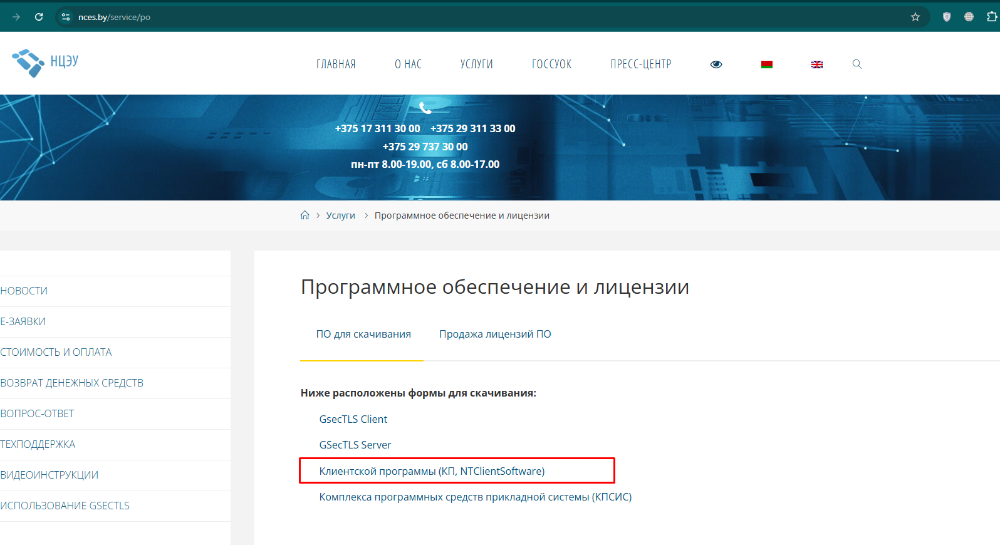 nces.by/service/po
НЦЭУ
ГЛАВНАЯ О НАС УСЛУГИ ГОССУОК ПРЕСС-ЦЕНТР
+375 17 311 30 00 +375 29 311 33 00
+375 29 737 30 00
пн-пт 8.00-19.00, сб 8.00-17.00
Услуги > Программное обеспечение и лицензии
НОВОСТИ
Е-ЗАЯВКИ
СТОИМОСТЬ И ОПЛАТА
ВОЗВРАТ ДЕНЕЖНЫХ СРЕДСТВ
ВОПРОС-ОТВЕТ
ТЕХПОДДЕРЖКА
ВИДЕОИНСТРУКЦИИ
ИСПОЛЬЗОВАНИЕ GSECTLS
Программное обеспечение и лицензии
ПО для скачивания Продажа лицензий ПО
Ниже расположены формы для скачивания:
GsecTLS Client
GSecTLS Server
Клиентской программы (КП, NTClientSoftware)
Комплекса программных средств прикладной системы (КПСИС)